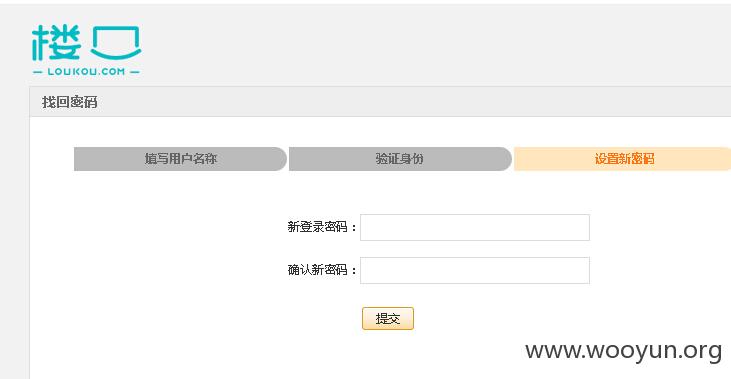 楼口
— LOUKOU.COM —
找回密码
填写用户名称 验证身份 设置新密码
新登录密码：
确认新密码：
提交
www.wooyun.org